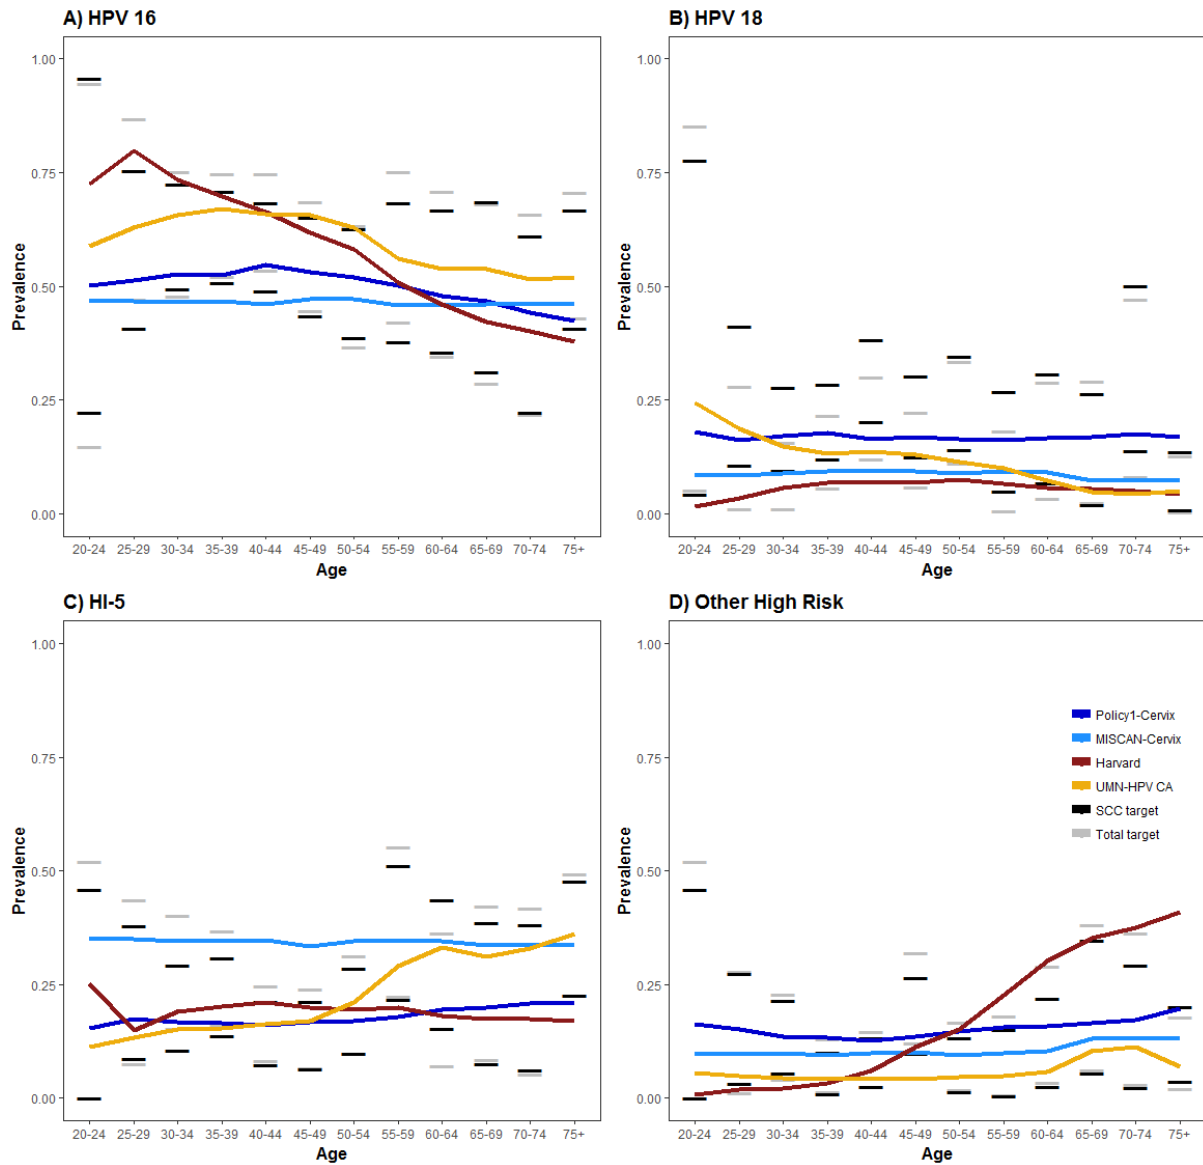 A) HPV 16
Prevalence
1.00
0.75
0.50
0.25
0.00
20-24 25-29 30-34 35-39 40-44 45-49 50-54 55-59 60-64 65-69 70-74 75+
Age
B) HPV 18
Prevalence
1.00
0.75
0.50
0.25
0.00
20-24 25-29 30-34 35-39 40-44 45-49 50-54 55-59 60-64 65-69 70-74 75+
Age
C) HI-5
Prevalence
1.00
0.75
0.50
0.25
0.00
20-24 25-29 30-34 35-39 40-44 45-49 50-54 55-59 60-64 65-69 70-74 75+
Age
D) Other High Risk
Prevalence
1.00
0.75
0.50
0.25
0.00
Policy1-Cervix
MISCAN-Cervix
Harvard
UMN-HPV CA
SCC target
Total target
20-24 25-29 30-34 35-39 40-44 45-49 50-54 55-59 60-64 65-69 70-74 75+
Age